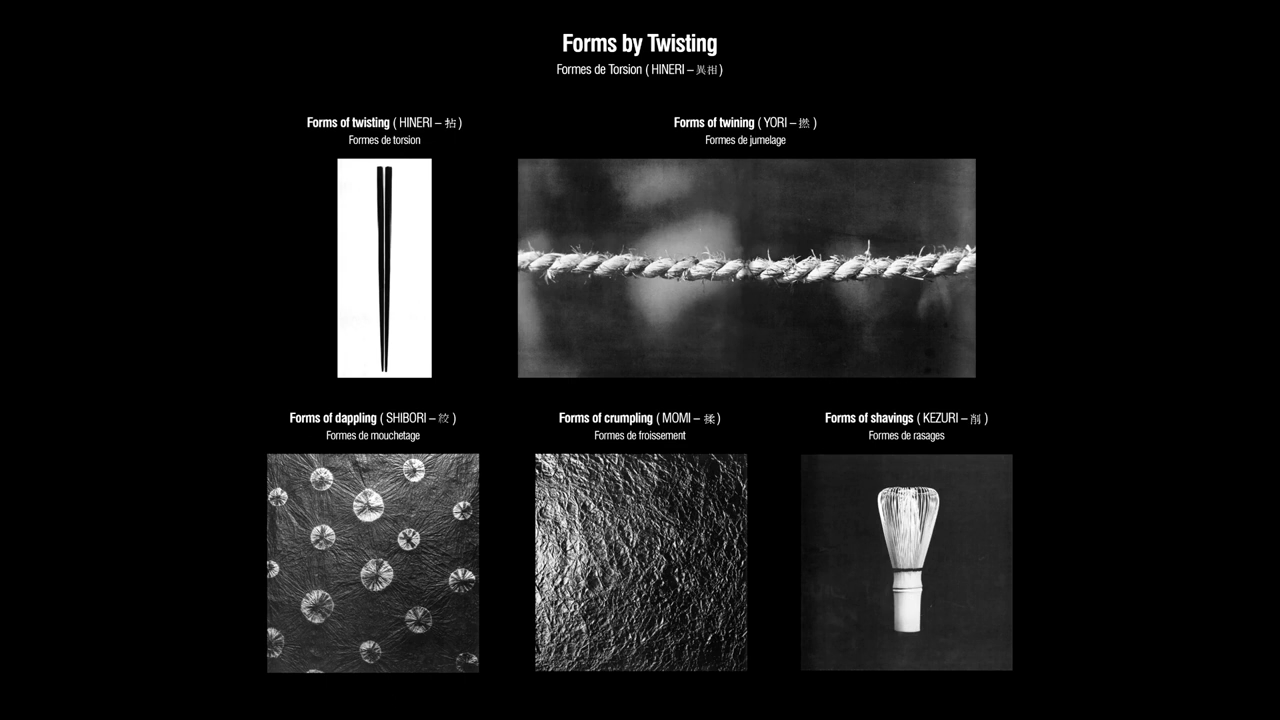 Forms by Twisting
Formes de Torsion ( HINERI – 異相 )
Forms of twisting ( HINERI – 拈 )
Formes de torsion
Forms of twining ( YORI – 撚 )
Formes de jumelage
Forms of dappling ( SHIBORI – 絞 )
Formes de mouchetage
Forms of crumpling ( MOMI – 揉 )
Formes de froissement
Forms of shavings ( KEZURI – 削 )
Formes de rasages